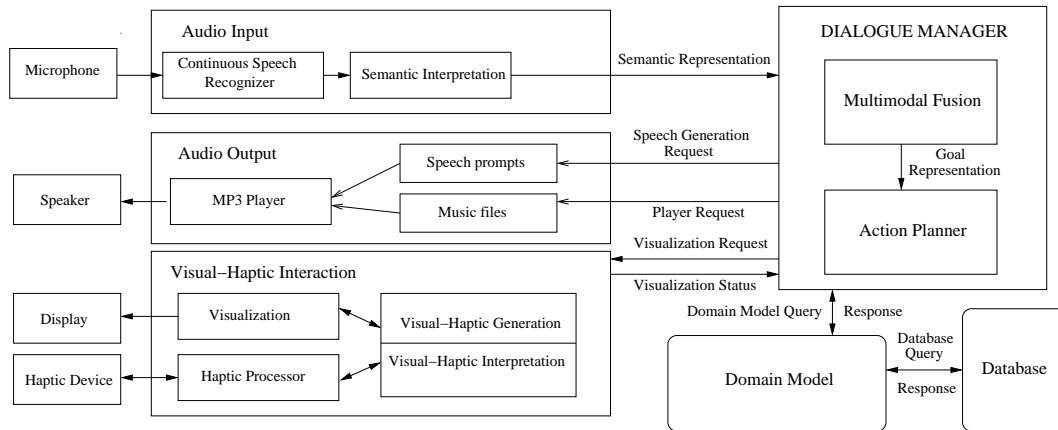 Audio Input
Microphone
Continuous Speech
Recognizer
Semantic Interpretation
Semantic Representation
DIALOGUE MANAGER
Multimodal Fusion
Goal
Representation
Action Planner
Audio Output
Speaker
MP3 Player
Speech prompts
Music files
Speech Generation
Request
Player Request
Visualization Request
Visualization Status
Visual−Haptic Interaction
Display
Visualization
Visual−Haptic Generation
Visual−Haptic Interpretation
Haptic Device
Haptic Processor
Domain Model Query
Response
Domain Model
Database
Query
Response
Database